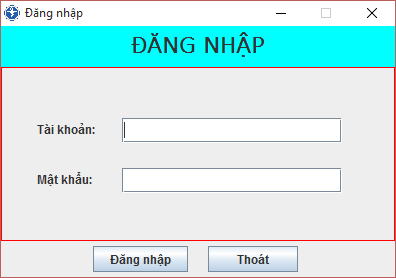 Đăng nhập
ĐĂNG NHẬP
Tài khoản:
Mật khẩu:
Đăng nhập Thoát